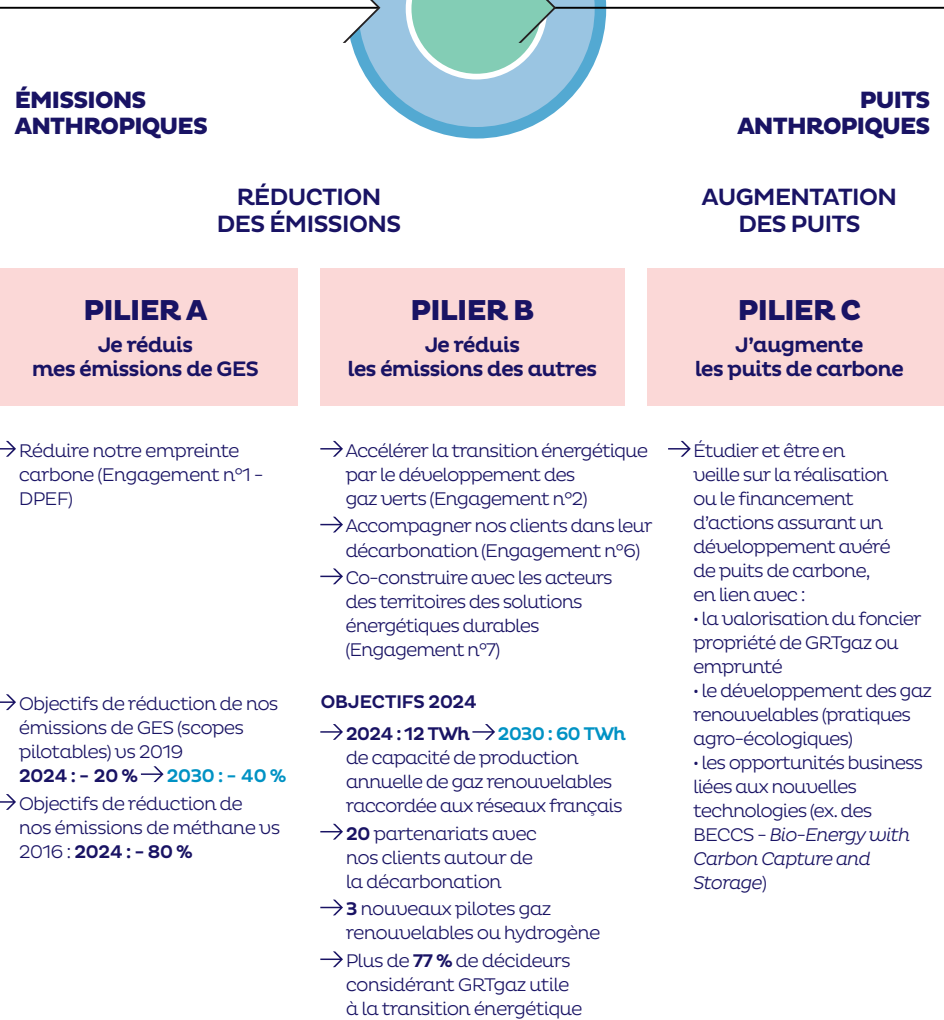 ÉMISSIONS
ANTHROPIQUES
PUITS
ANTHROPIQUES
RÉDUCTION
DES ÉMISSIONS
AUGMENTATION
DES PUITS
PILIER A
Je réduis
mes émissions de GES
→ Réduire notre empreinte
carbone (Engagement n°1 -
DPEF)
→ Objectifs de réduction de nos
émissions de GES (scopes
pilotables) vs 2019
2024 : - 20 % → 2030 : - 40 %
→ Objectifs de réduction de
nos émissions de méthane vs
2016 : 2024 : - 80 %
PILIER B
Je réduis
les émissions des autres
→ Accélérer la transition énergétique
par le développement des
gaz verts (Engagement n°2)
→ Accompagner nos clients dans leur
décarbonation (Engagement n°6)
→ Co-construire avec les acteurs
des territoires des solutions
énergétiques durables
(Engagement n°7)
OBJECTIFS 2024
→ 2024 : 12 TWh → 2030 : 60 TWh
de capacité de production
annuelle de gaz renouvelables
raccordée aux réseaux français
→ 20 partenariats avec
nos clients autour de
la décarbonation
→ 3 nouveaux pilotes gaz
renouvelables ou hydrogène
→ Plus de 77 % de décideurs
considérant GRTgaz utile
à la transition énergétique
PILIER C
J'augmente
les puits de carbone
→ Étudier et être en
veille sur la réalisation
ou le financement
d'actions assurant un
développement avéré
de puits de carbone,
en lien avec :
• la valorisation du foncier
propriété de GRTgaz ou
emprunté
• le développement des gaz
renouvelables (pratiques
agro-écologiques)
• les opportunités business
liées aux nouvelles
technologies (ex. des
BECCS - Bio-Energy with
Carbon Capture and
Storage)